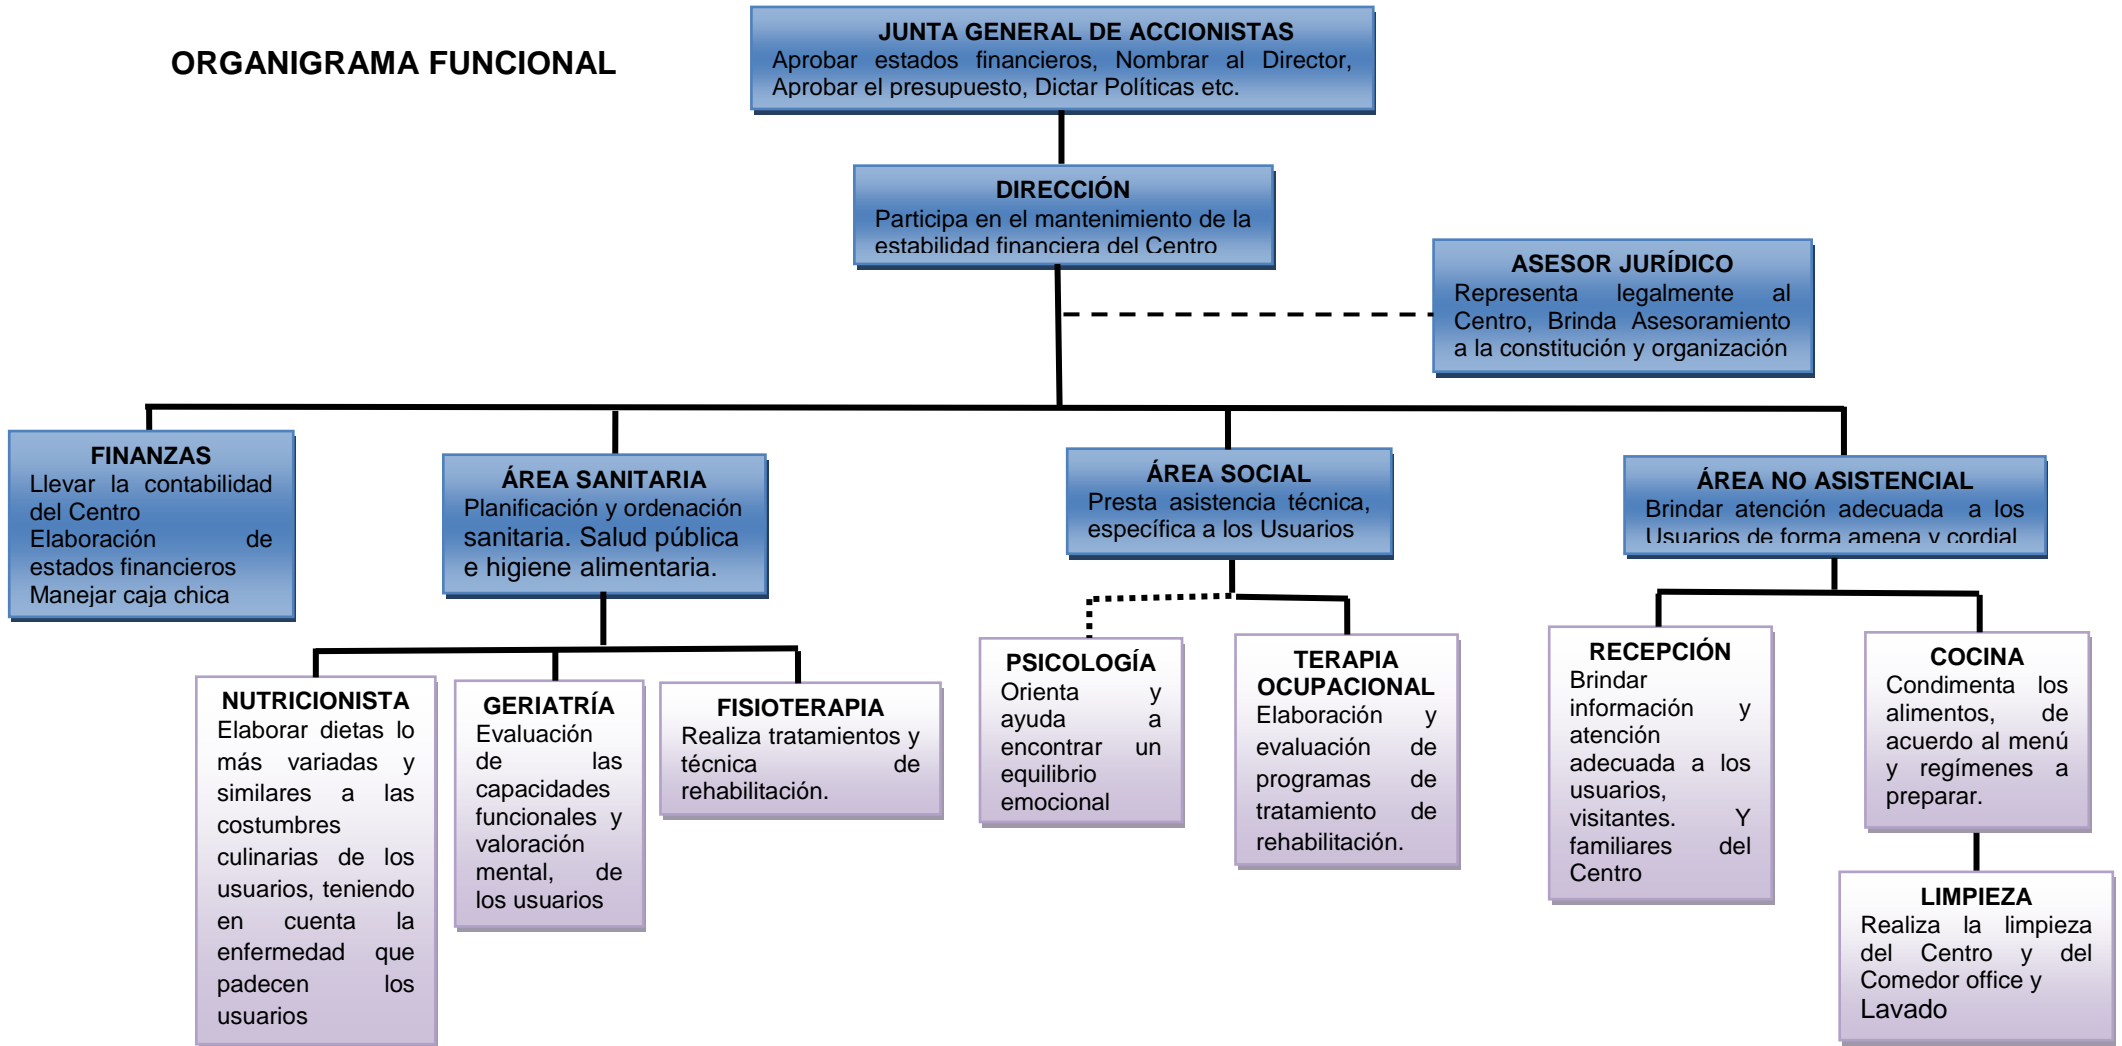 ORGANIGRAMA FUNCIONAL
JUNTA GENERAL DE ACCIONISTAS
Aprobar estados financieros, Nombrar al Director,
Aprobar el presupuesto, Dictar Políticas etc.
DIRECCIÓN
Participa en el mantenimiento de la
estabilidad financiera del Centro
ASESOR JURÍDICO
Representa legalmente al
Centro, Brinda Asesoramiento
a la constitución y organización
FINANZAS
Llevar la contabilidad
del Centro
Elaboración de
estados financieros
Manejar caja chica
ÁREA SANITARIA
Planificación y ordenación
sanitaria. Salud pública
e higiene alimentaria.
ÁREA SOCIAL
Presta asistencia técnica,
específica a los Usuarios
ÁREA NO ASISTENCIAL
Brindar atención adecuada a los
Usuarios de forma amena y cordial
NUTRICIONISTA
Elaborar dietas lo
más variadas y
similares a las
costumbres
culinarias de los
usuarios, teniendo
en cuenta la
enfermedad que
padecen los
usuarios
GERIATRÍA
Evaluación
de las
capacidades
funcionales y
valoración
mental, de
los usuarios
FISIOTERAPIA
Realiza tratamientos y
técnica de
rehabilitación.
PSICOLOGÍA
Orienta y
ayuda a
encontrar un
equilibrio
emocional
TERAPIA
OCUPACIONAL
Elaboración y
evaluación de
programas de
tratamiento de
rehabilitación.
RECEPCIÓN
Brindar
información y
atención
adecuada a los
usuarios,
visitantes. Y
familiares del
Centro
COCINA
Condimenta los
alimentos, de
acuerdo al menú
y regímenes a
preparar.
LIMPIEZA
Realiza la limpieza
del Centro y del
Comedor office y
Lavado